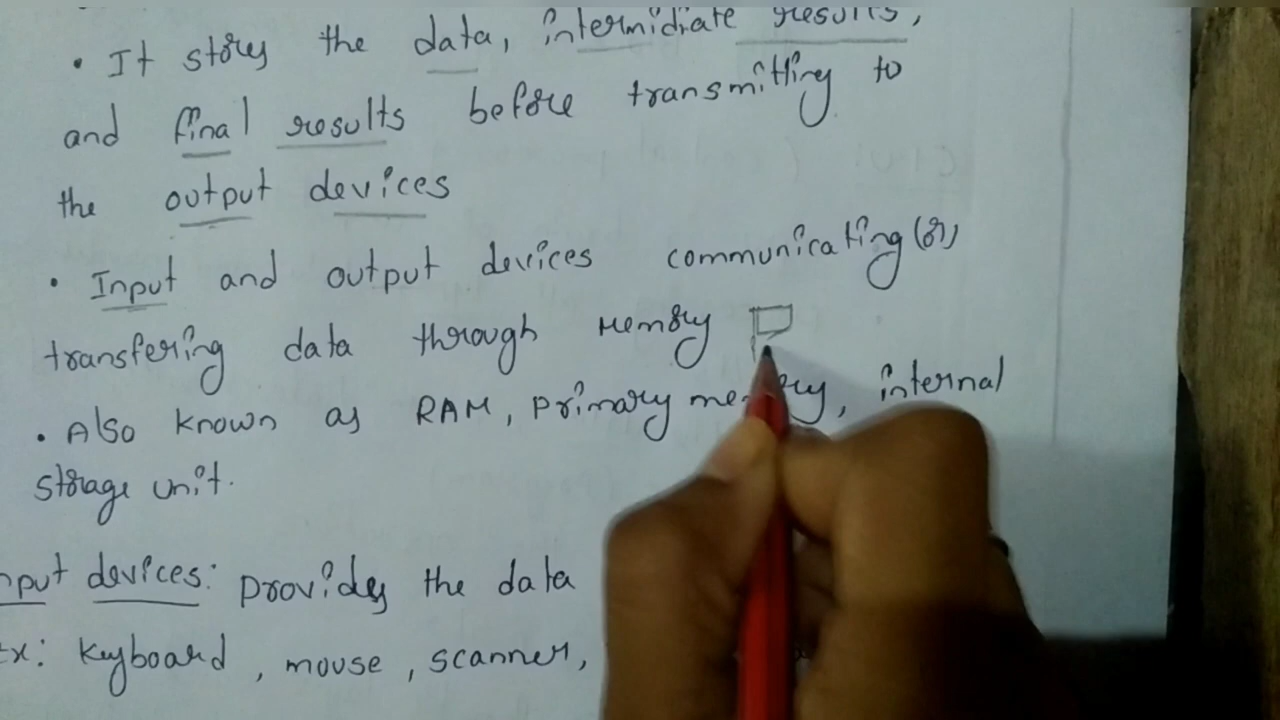 • It stores the data, intermidiate results,
and final results before transmitting to
the output devices
• Input and output devices communicating (or)
transfering data through memory
• Also known as RAM, primary memory, internal
storage unit.
nput devices: provides the data
Ex: keyboard, mouse, scanner,